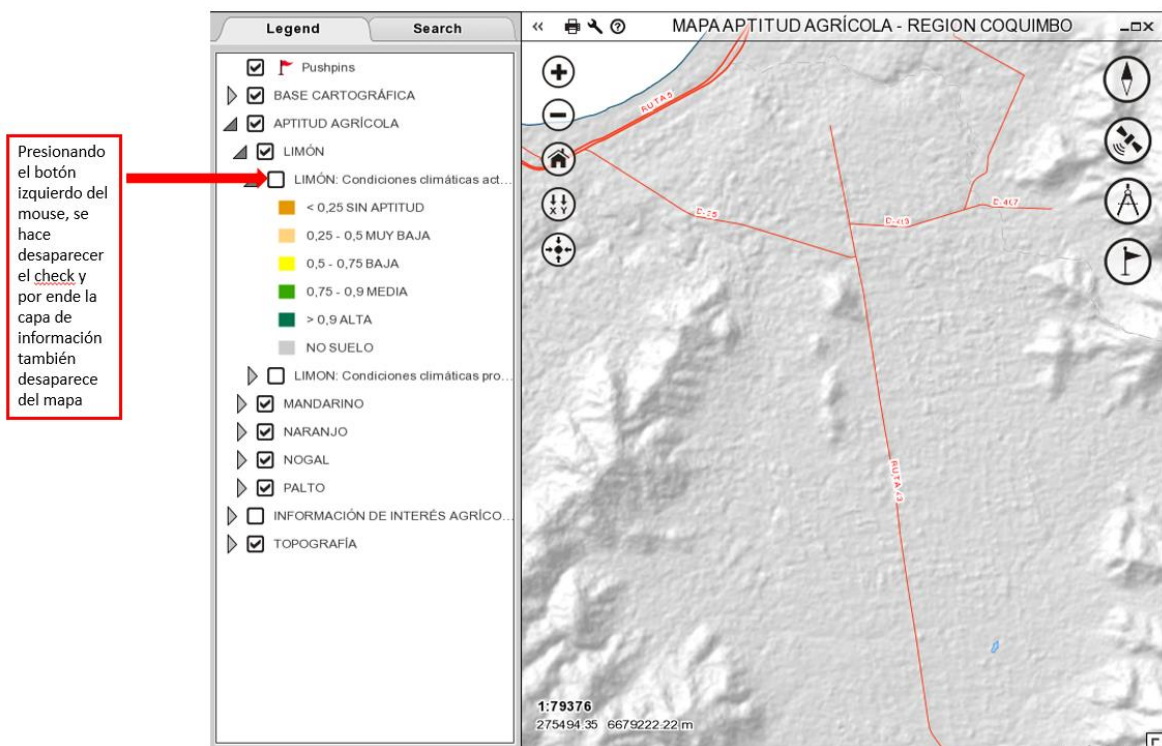 Legend
Search
MAPA APTITUD AGRÍCOLA - REGION COQUIMBO
Pushpins
BASE CARTOGRÁFICA
APTITUD AGRÍCOLA
LIMÓN
LIMÓN: Condiciones climáticas act...
< 0,25 SIN APTITUD
0,25 - 0,5 MUY BAJA
0,5 - 0,75 BAJA
0,75 - 0,9 MEDIA
> 0,9 ALTA
NO SUELO
LIMON: Condiciones climáticas pro...
MANDARINO
NARANJO
NOGAL
PALTO
INFORMACIÓN DE INTERÉS AGRÍCO...
TOPOGRAFÍA
Presionando
el botón
izquierdo del
mouse, se
hace
desaparecer
el check y
por ende la
capa de
información
también
desaparece
del mapa
RUTA 5
X Y
D-413
RUTA 43
1:79376
275494.35 6679222.22 m